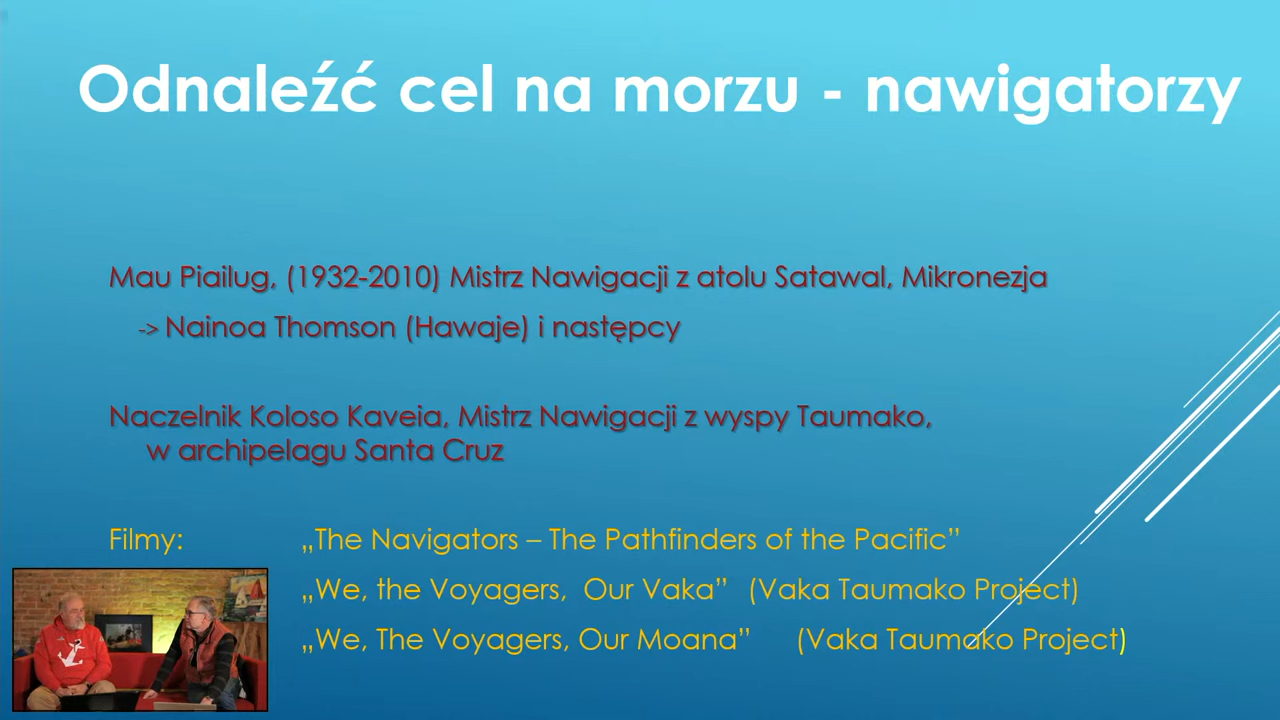 Odnaleźć cel na morzu - nawigatorzy
Mau Piailug, (1932-2010) Mistrz Nawigacji z atolu Satawal, Mikronezja
-> Nainoa Thomson (Hawaje) i następcy
Naczelnik Koloso Kaveia, Mistrz Nawigacji z wyspy Taumako,
w archipelagu Santa Cruz
Filmy: „The Navigators – The Pathfinders of the Pacific”
„We, the Voyagers, Our Vaka” (Vaka Taumako Project)
„We, The Voyagers, Our Moana” (Vaka Taumako Project)